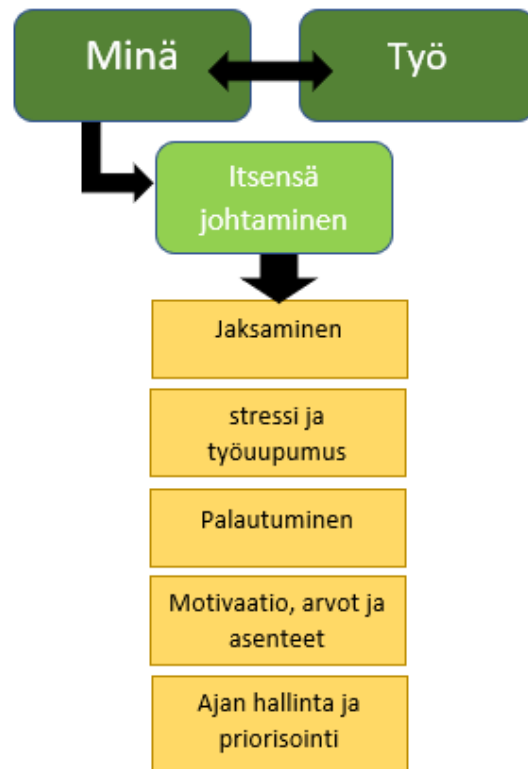 Minä
Työ
Itsensä
johtaminen
Jaksaminen
stressi ja
työuupumus
Palautuminen
Motivaatio, arvot ja
asenteet
Ajan hallinta ja
priorisointi